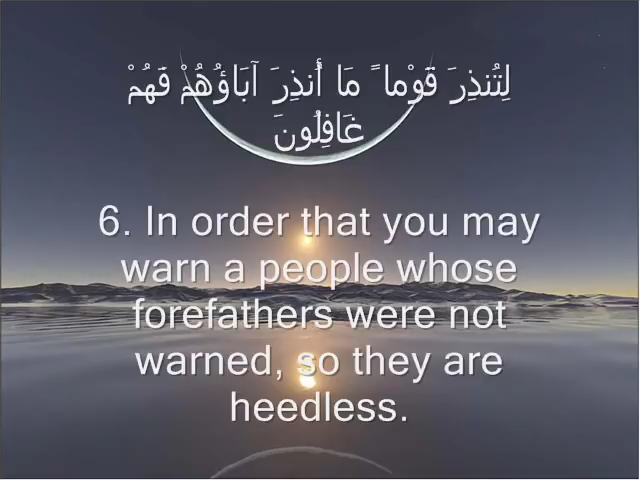 لِتُنذِرَ قَوْما ً مَا أُنذِرَ آبَاؤُهُمْ فَهُمْ
غَافِلُونَ
6. In order that you may
warn a people whose
forefathers were not
warned, so they are
heedless.